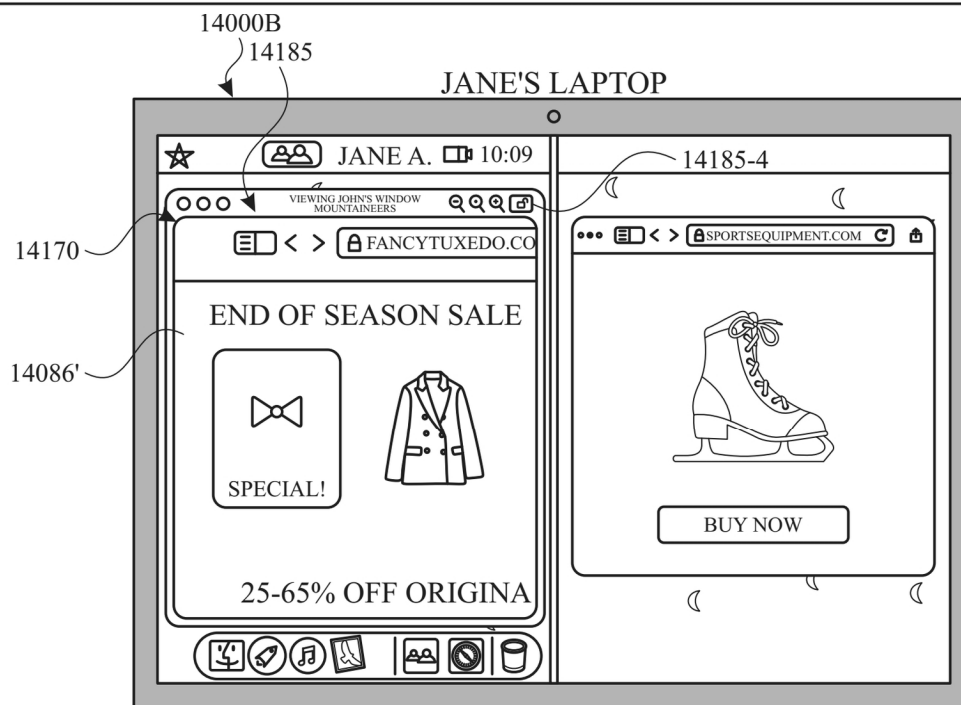 14000B
14185
JANE'S LAPTOP
JANE A. 10:09
14185-4
VIEWING JOHN'S WINDOW
MOUNTAINEERS
14170
FANCYTUXEDO.CO
SPORTSEQUIPMENT.COM
END OF SEASON SALE
14086'
SPECIAL!
BUY NOW
25-65% OFF ORIGINA